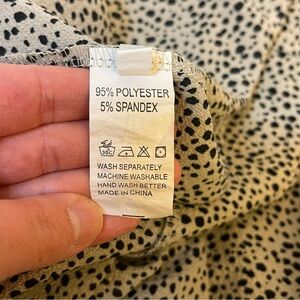 95% POLYESTER
5% SPANDEX
WASH SEPARATELY
MACHINE WASHABLE
HAND WASH BETTER
MADE IN CHINA